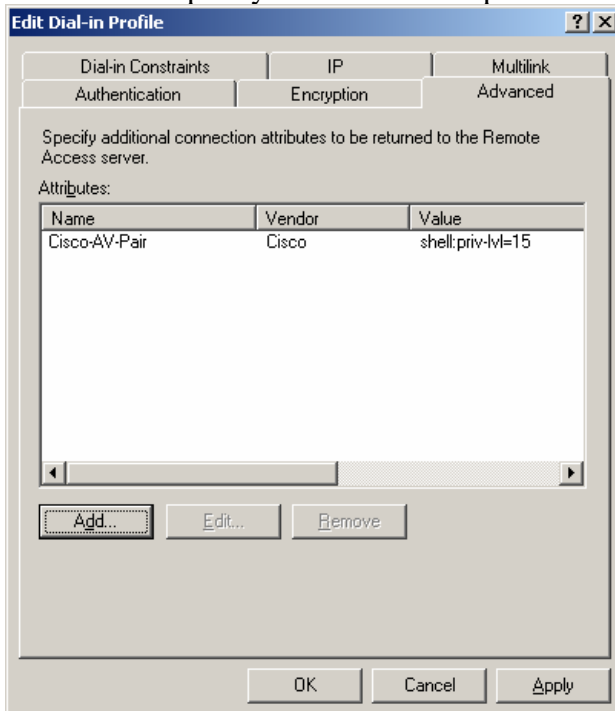 Edit Dial-in Profile
Dial-in Constraints IP Multilink
Authentication Encryption Advanced
Specify additional connection attributes to be returned to the Remote
Access server.
Attributes:
Name Vendor Value
Cisco-AV-Pair Cisco shell:priv-lvl=15
Add... Edit... Remove
OK Cancel Apply